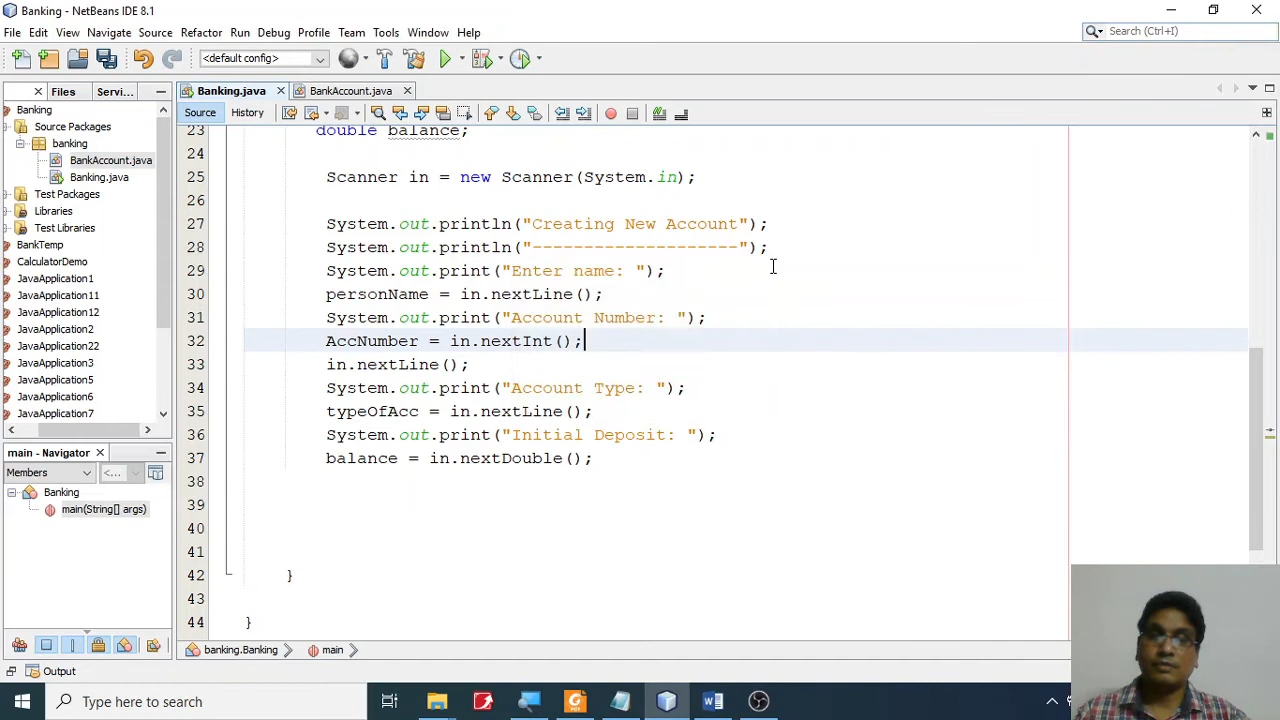 Banking - NetBeans IDE 8.1
File Edit View Navigate Source Refactor Run Debug Profile Team Tools Window Help
Search (Ctrl+I)
<default config>
Files Servi...
Banking.java BankAccount.java
Source History
Banking
Source Packages
banking
BankAccount.java
Banking.java
Test Packages
Libraries
Test Libraries
BankTemp
CalculatorDemo
JavaApplication1
JavaApplication11
JavaApplication12
JavaApplication2
JavaApplication22
JavaApplication3
JavaApplication5
JavaApplication6
JavaApplication7
main - Navigator
Members <...
Banking
main(String[] args)
23 double balance;
24
25 Scanner in = new Scanner(System.in);
26
27 System.out.println("Creating New Account");
28 System.out.println("--------------------");
29 System.out.print("Enter name: ");
30 personName = in.nextLine();
31 System.out.print("Account Number: ");
32 AccNumber = in.nextInt();
33 in.nextLine();
34 System.out.print("Account Type: ");
35 typeOfAcc = in.nextLine();
36 System.out.print("Initial Deposit: ");
37 balance = in.nextDouble();
38
39
40
41
42 }
43
44 }
banking.Banking main
Output
Type here to search